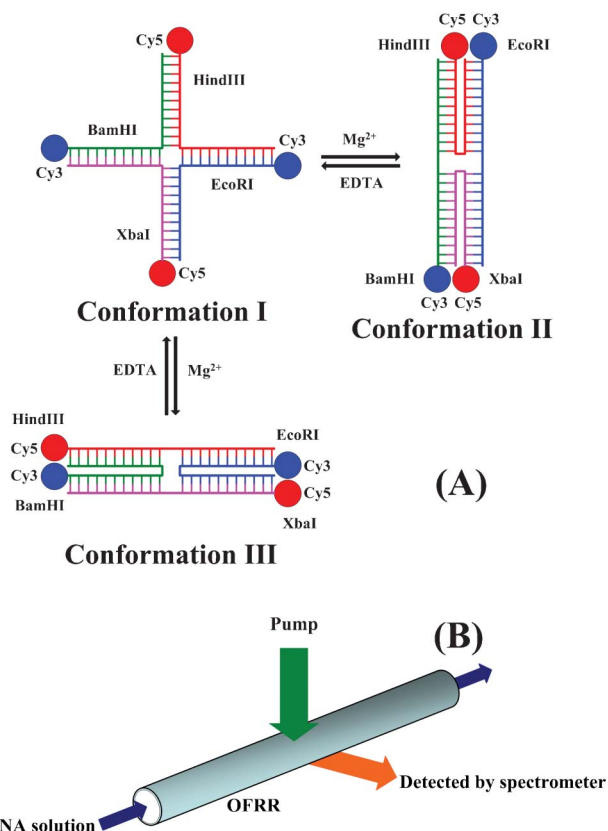 Cy5
HindIII
BamHI
Cy3
Cy3
EcoRI
XbaI
Cy5
Conformation I
Mg2+
EDTA
Cy5 Cy3
HindIII EcoRI
BamHI XbaI
Cy3 Cy5
Conformation II
EDTA Mg2+
HindIII
Cy5
Cy3
BamHI
EcoRI
Cy3
Cy5
XbaI
Conformation III
(A)
(B)
Pump
Detected by spectrometer
OFRR
NA solution